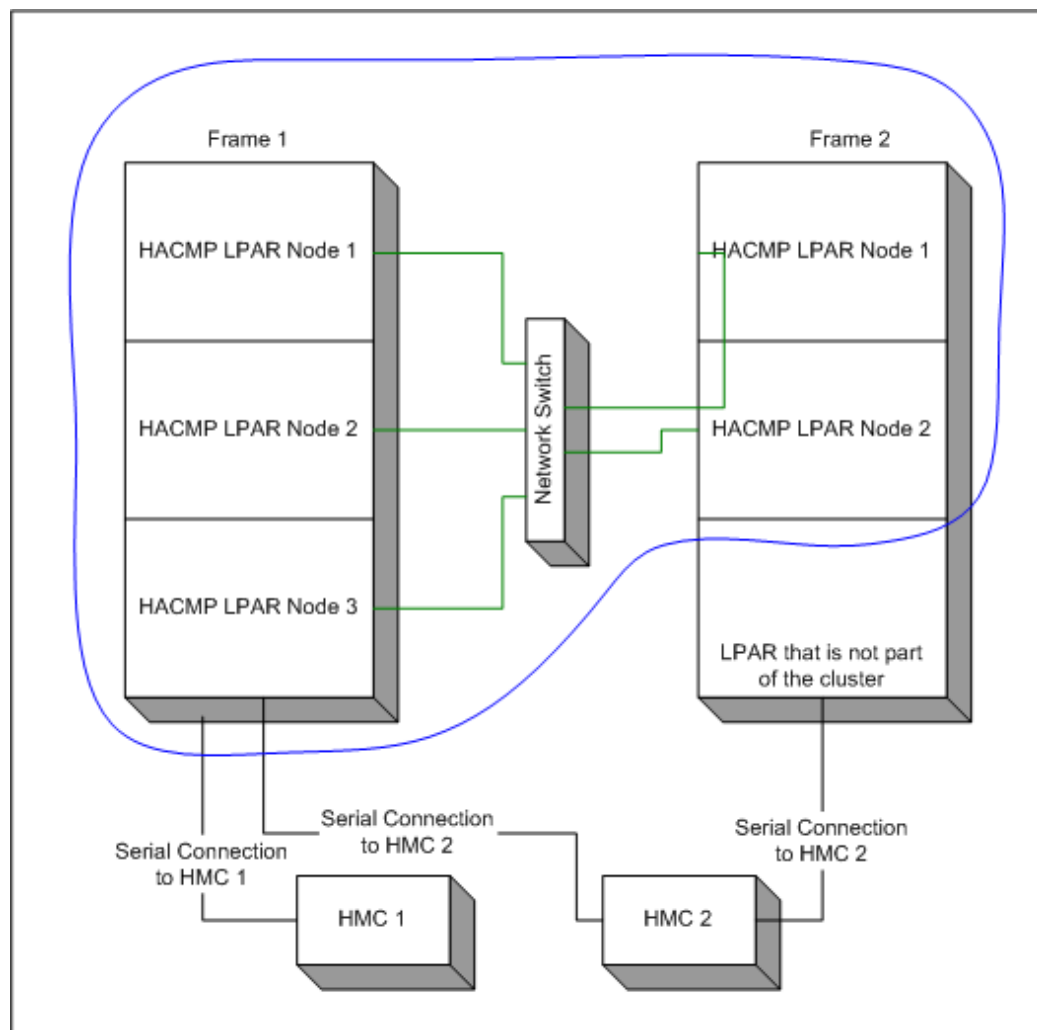 Frame 1
Frame 2
HACMP LPAR Node 1
HACMP LPAR Node 1
Network Switch
HACMP LPAR Node 2
HACMP LPAR Node 2
HACMP LPAR Node 3
LPAR that is not part
of the cluster
Serial Connection
to HMC 1
Serial Connection
to HMC 2
Serial Connection
to HMC 2
HMC 1
HMC 2